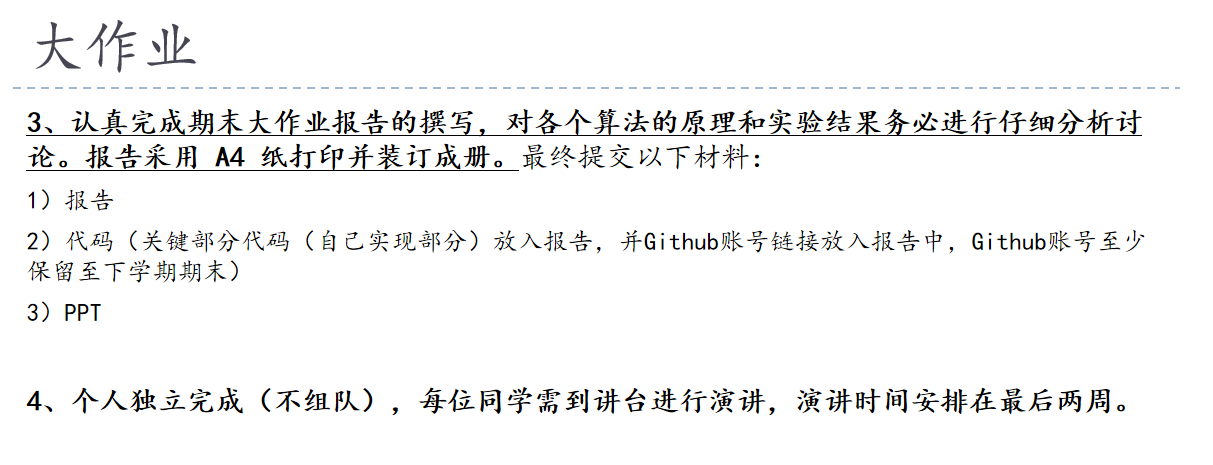 大作业
3、认真完成期末大作业报告的撰写，对各个算法的原理和实验结果务必进行仔细分析讨
论。报告采用 A4 纸打印并装订成册。最终提交以下材料：
1）报告
2）代码（关键部分代码（自己实现部分）放入报告，并Github账号链接放入报告中，Github账号至少
保留至下学期期末）
3）PPT
4、个人独立完成（不组队），每位同学需到讲台进行演讲，演讲时间安排在最后两周。